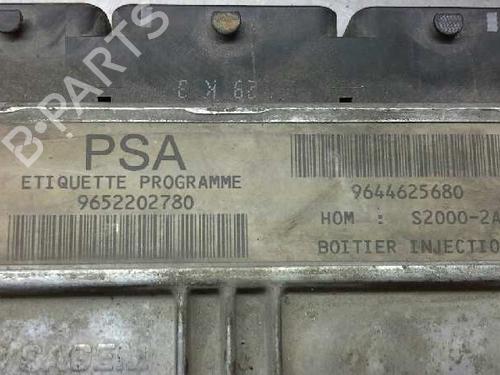 B-PARTS
PSA
ETIQUETTE PROGRAMME
9652202780
9644625680
HOM : S2000-2A
BOITIER INJECTIO